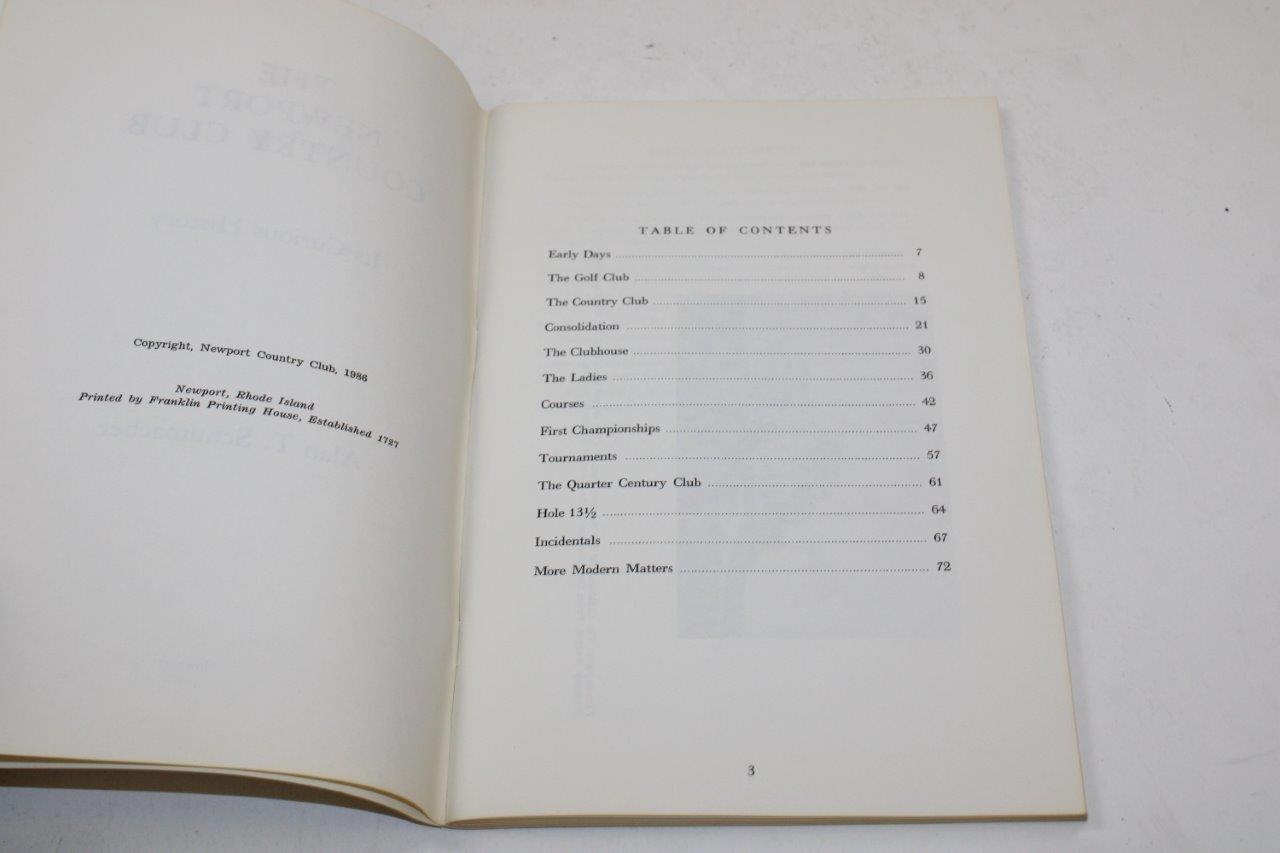 Copyright, Newport Country Club, 1986
Newport, Rhode Island
Printed by Franklin Printing House, Established 1727
TABLE OF CONTENTS
Early Days ........ 7
The Golf Club ........ 8
The Country Club ........ 15
Consolidation ........ 21
The Clubhouse ........ 30
The Ladies ........ 36
Courses ........ 42
First Championships ........ 47
Tournaments ........ 57
The Quarter Century Club ........ 61
Hole 13½ ........ 64
Incidentals ........ 67
More Modern Matters ........ 72
3